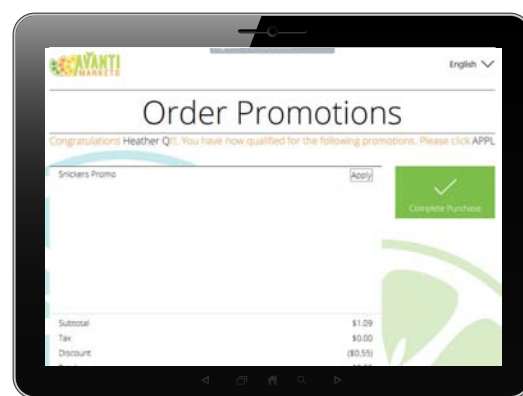 AVANTI
MARKETS
English
Order Promotions
Congratulations Heather Q!!, You have now qualified for the following promotions. Please click APPL
Snickers Promo Apply
Complete Purchase
Subtotal $1.09
Tax $0.00
Discount ($0.55)